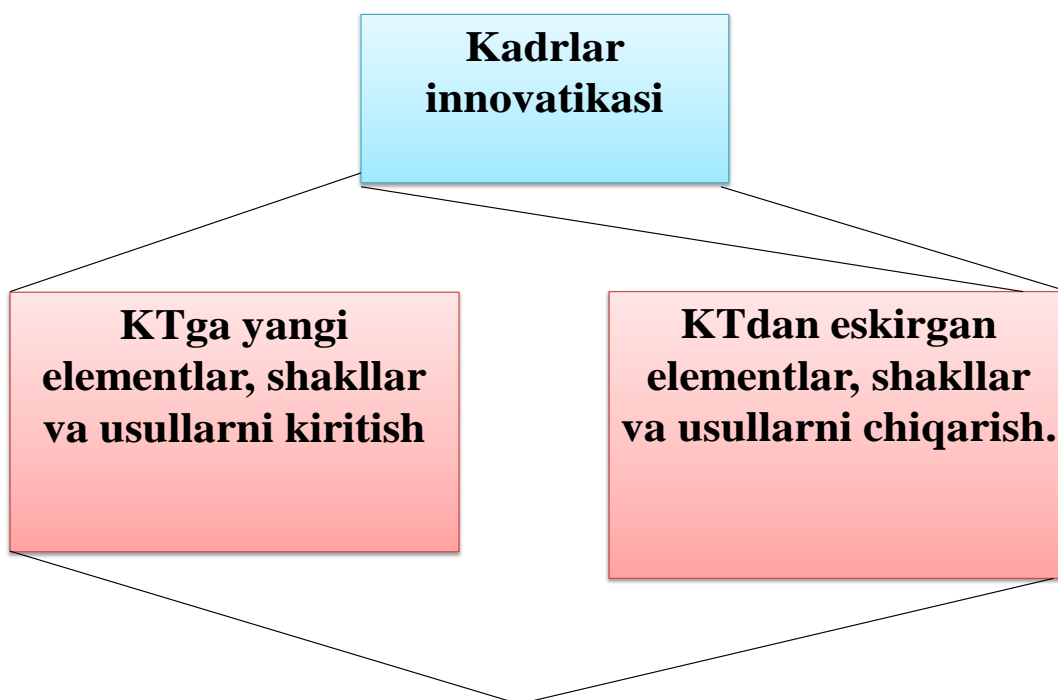 Kadrlar
innovatikasi
KTga yangi
elementlar, shakllar
va usullarni kiritish
KTdan eskirgan
elementlar, shakllar
va usullarni chiqarish.